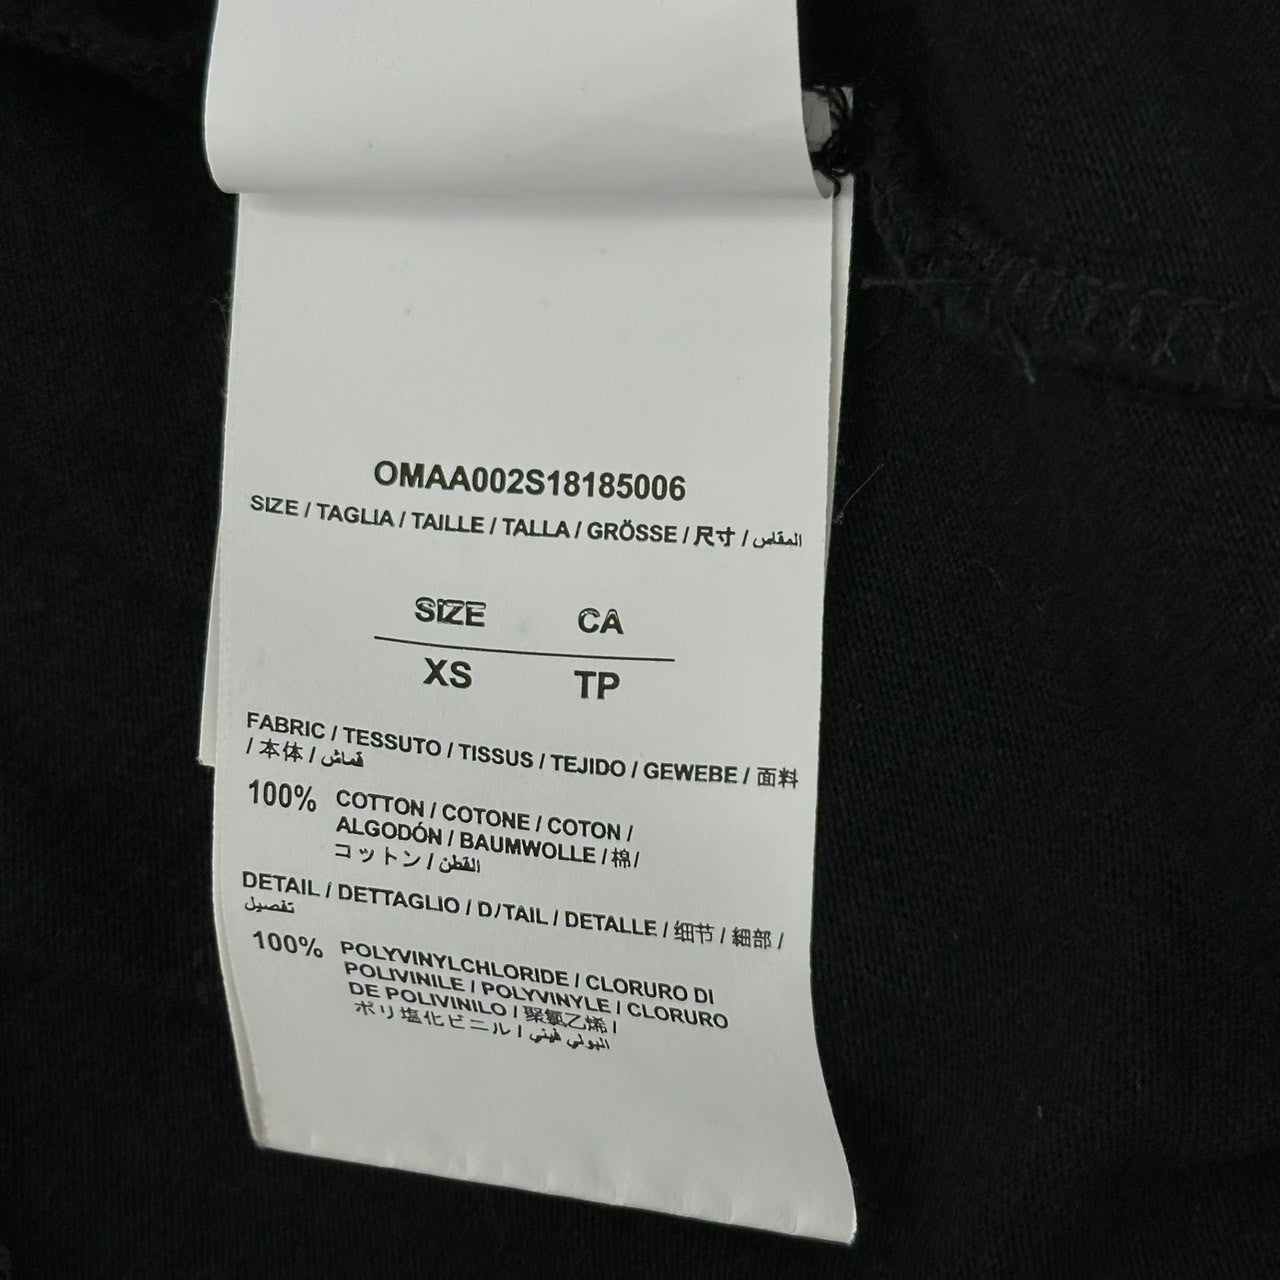 OMAA002S18185006
SIZE / TAGLIA / TAILLE / TALLA / GRÖSSE / 尺寸 / المقاس
SIZE CA
XS TP
FABRIC / TESSUTO / TISSUS / TEJIDO / GEWEBE / 面料
/ 本体 / قماش
100% COTTON / COTONE / COTON /
ALGODÓN / BAUMWOLLE / 棉/
コットン / القطن
DETAIL / DETTAGLIO / D/TAIL / DETALLE / 细节 / 細部 /
تفصيل
100% POLYVINYLCHLORIDE / CLORURO DI
POLIVINILE / POLYVINYLE / CLORURO
DE POLIVINILO / 聚氯乙烯 /
ポリ塩化ビニル / البولي فيني